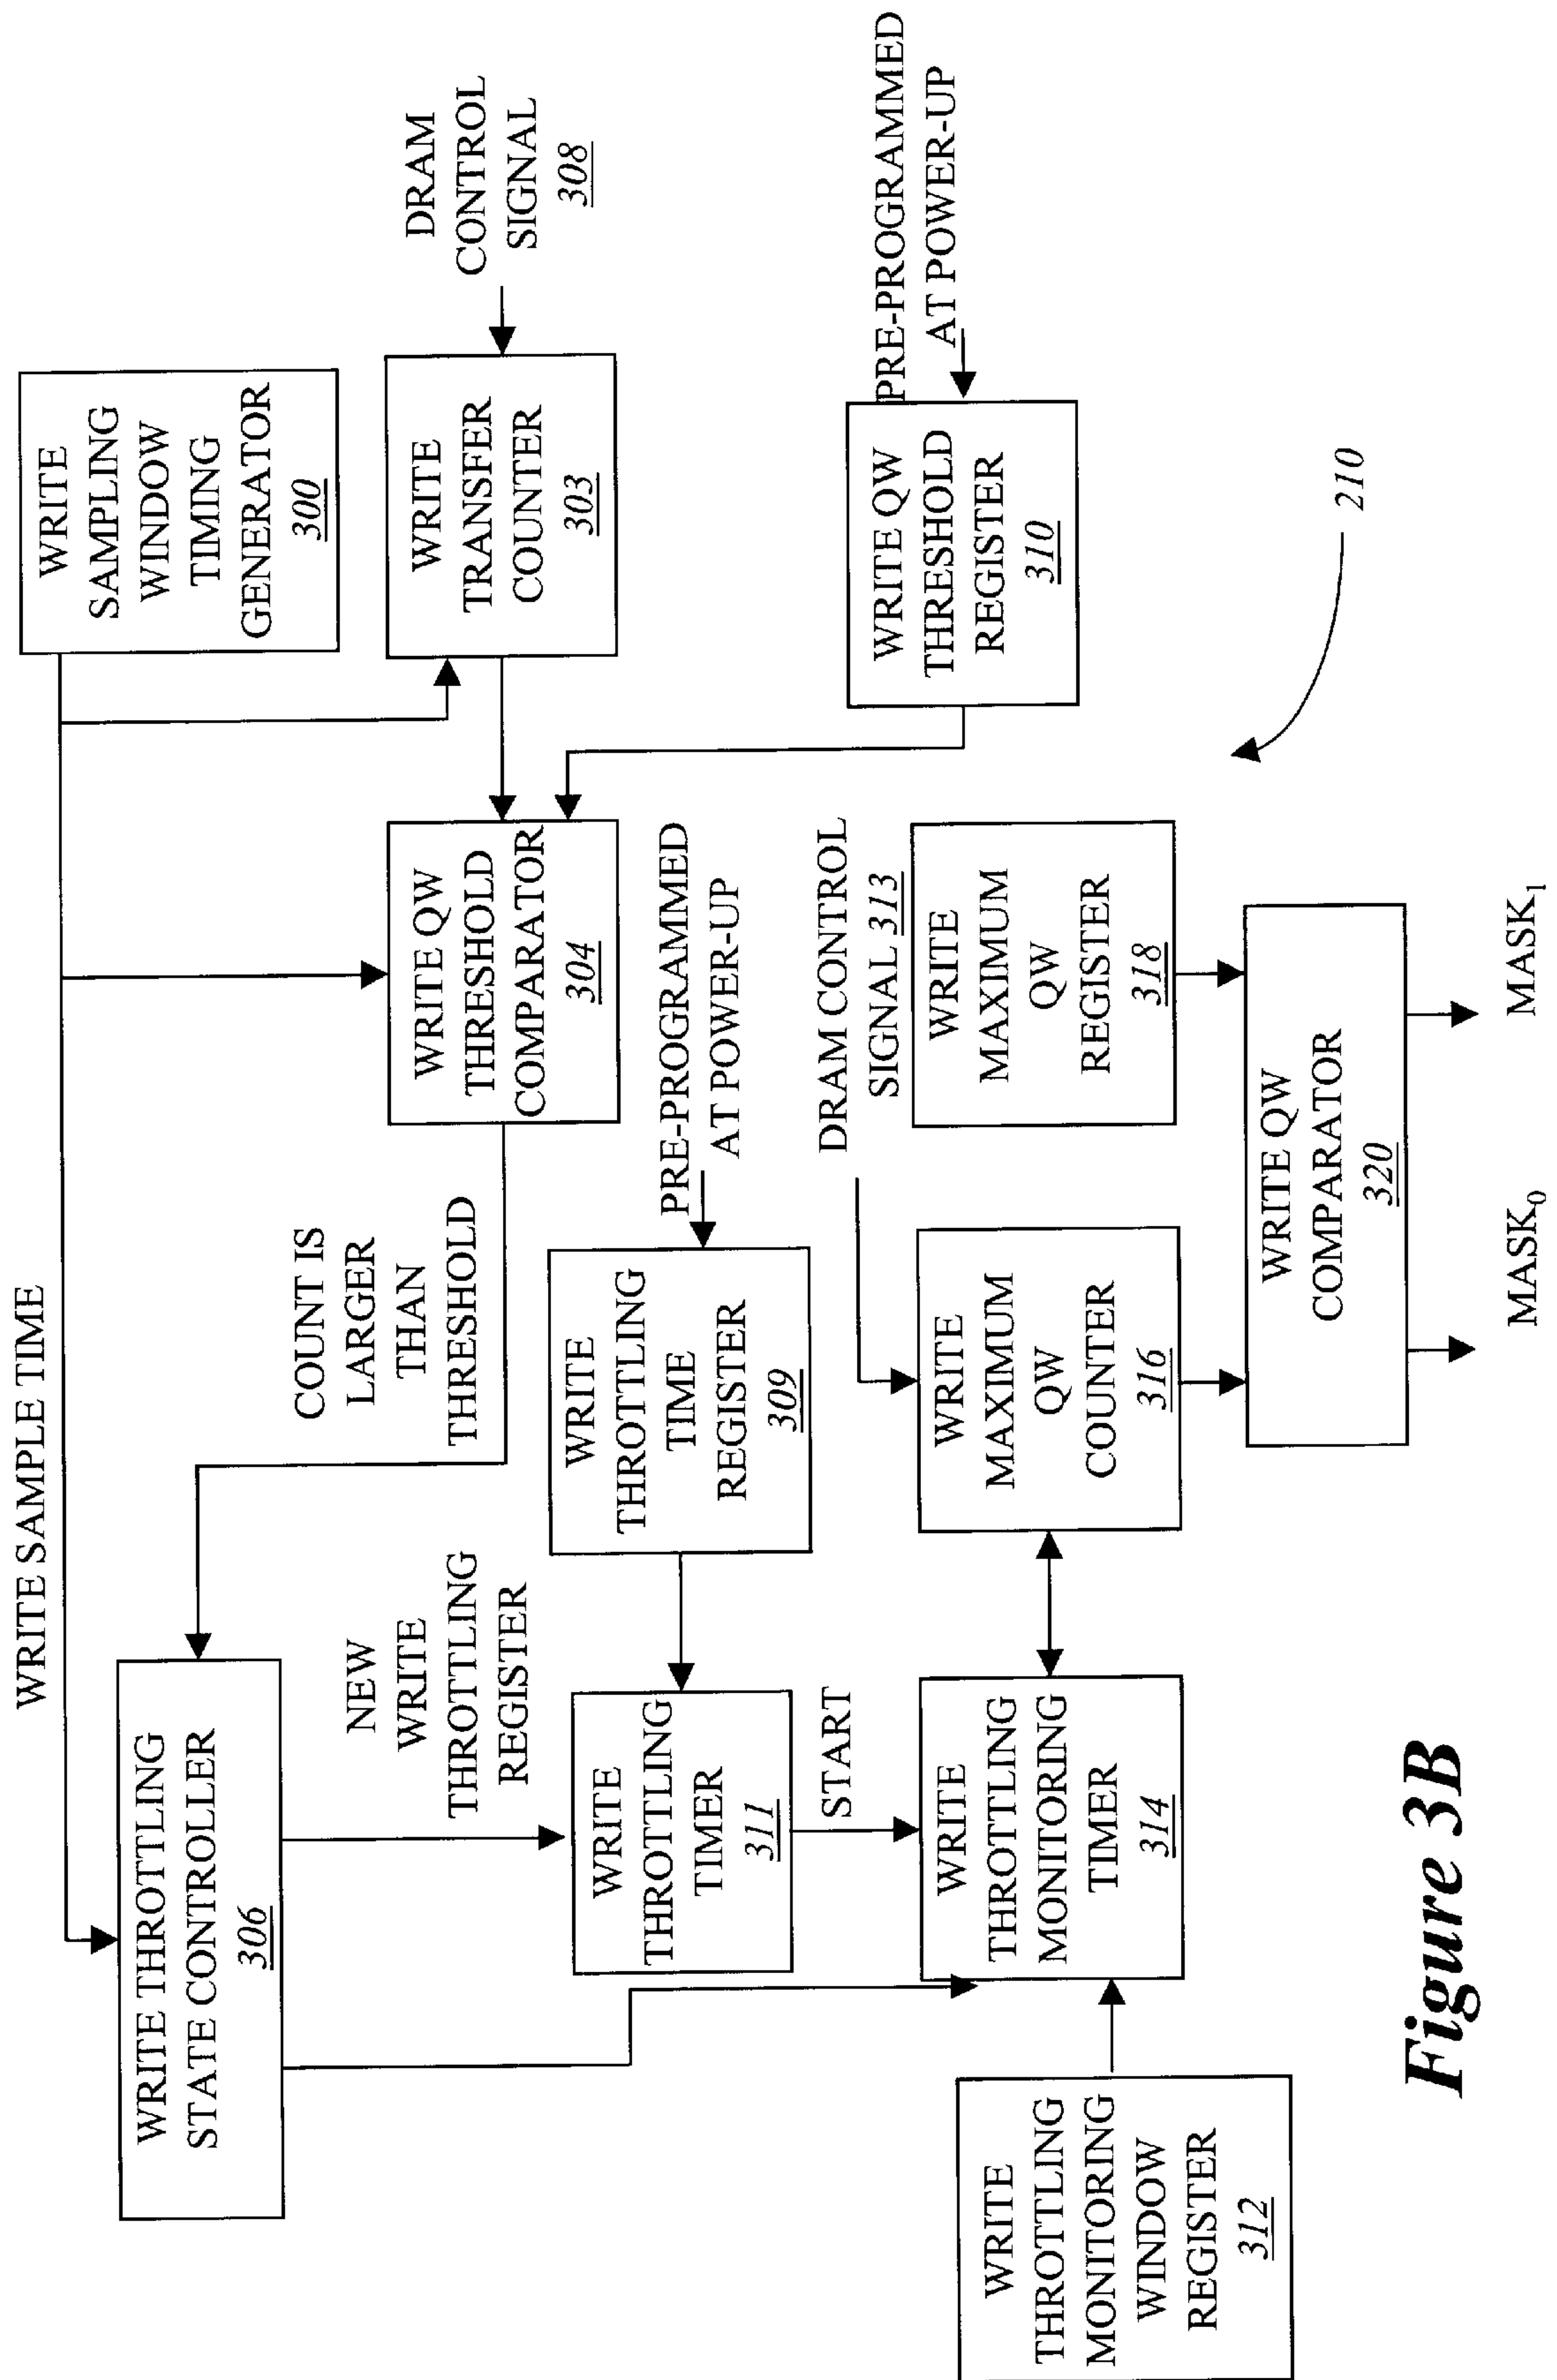 WRITE SAMPLE TIME
WRITE
SAMPLING
WINDOW
TIMING
GENERATOR
300
WRITE THROTTLING
STATE CONTROLLER
306
COUNT IS
LARGER
THAN
THRESHOLD
WRITE QW
THRESHOLD
COMPARATOR
304
WRITE
TRANSFER
COUNTER
303
DRAM
CONTROL
SIGNAL
308
NEW
WRITE
THROTTLING
REGISTER
WRITE
THROTTLING
TIME
REGISTER
309
PRE-PROGRAMMED
AT POWER-UP
WRITE QW
THRESHOLD
REGISTER
310
PRE-PROGRAMMED
AT POWER-UP
WRITE
THROTTLING
TIMER
311
START
DRAM CONTROL
SIGNAL 313
WRITE
THROTTLING
MONITORING
WINDOW
REGISTER
312
WRITE
THROTTLING
MONITORING
TIMER
314
WRITE
MAXIMUM
QW
COUNTER
316
WRITE
MAXIMUM
QW
REGISTER
318
210
WRITE QW
COMPARATOR
320
MASK₀
MASK₁
Figure 3B